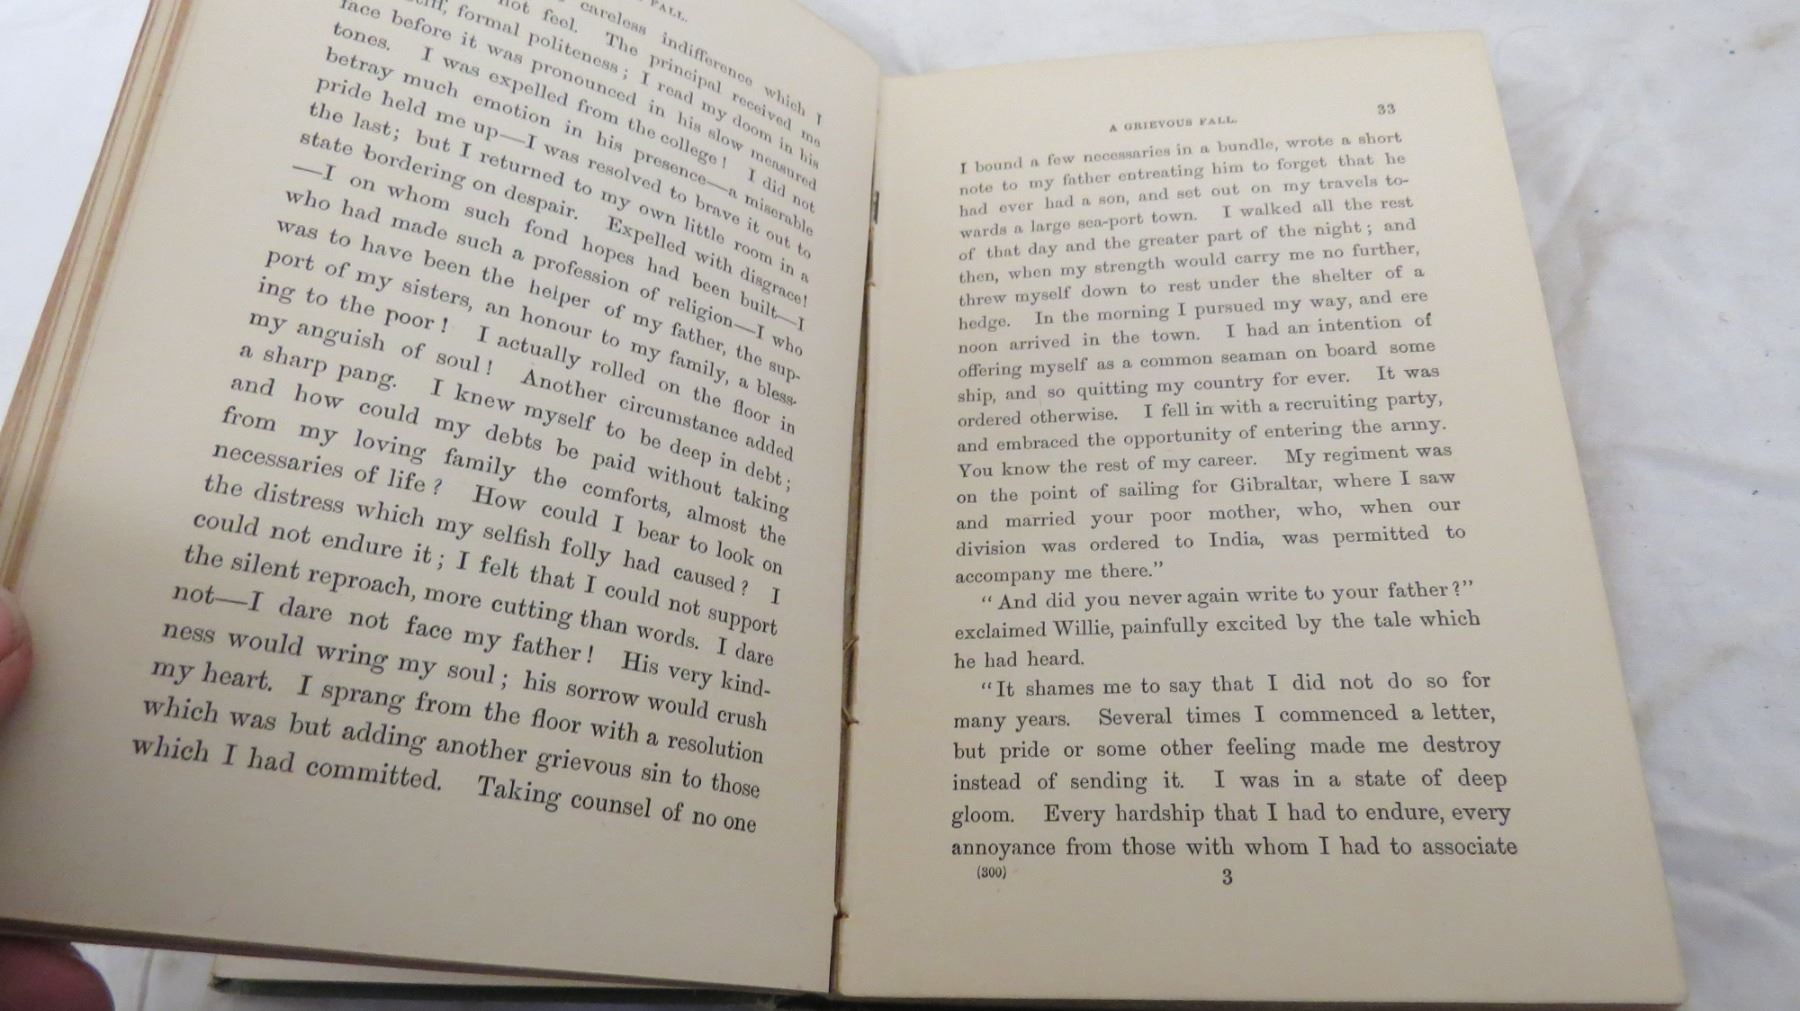 FALL.
careless indifference which I
not feel. The principal received me
stiff, formal politeness; I read my doom in his
face before it was pronounced in his slow measured
tones. I was expelled from the college! I did not
betray much emotion in his presence—a miserable
pride held me up—I was resolved to brave it out to
the last; but I returned to my own little room in a
state bordering on despair. Expelled with disgrace!
—I on whom such fond hopes had been built—I
who had made such a profession of religion—I who
was to have been the helper of my father, the sup-
port of my sisters, an honour to my family, a bless-
ing to the poor! I actually rolled on the floor in
my anguish of soul! Another circumstance added
a sharp pang. I knew myself to be deep in debt;
and how could my debts be paid without taking
from my loving family the comforts, almost the
necessaries of life? How could I bear to look on
the distress which my selfish folly had caused? I
could not endure it; I felt that I could not support
the silent reproach, more cutting than words. I dare
not—I dare not face my father! His very kind-
ness would wring my soul; his sorrow would crush
my heart. I sprang from the floor with a resolution
which was but adding another grievous sin to those
which I had committed. Taking counsel of no one
A GRIEVOUS FALL. 33
I bound a few necessaries in a bundle, wrote a short
note to my father entreating him to forget that he
had ever had a son, and set out on my travels to-
wards a large sea-port town. I walked all the rest
of that day and the greater part of the night; and
then, when my strength would carry me no further,
threw myself down to rest under the shelter of a
hedge. In the morning I pursued my way, and ere
noon arrived in the town. I had an intention of
offering myself as a common seaman on board some
ship, and so quitting my country for ever. It was
ordered otherwise. I fell in with a recruiting party,
and embraced the opportunity of entering the army.
You know the rest of my career. My regiment was
on the point of sailing for Gibraltar, where I saw
and married your poor mother, who, when our
division was ordered to India, was permitted to
accompany me there."
"And did you never again write to your father?"
exclaimed Willie, painfully excited by the tale which
he had heard.
"It shames me to say that I did not do so for
many years. Several times I commenced a letter,
but pride or some other feeling made me destroy
instead of sending it. I was in a state of deep
gloom. Every hardship that I had to endure, every
annoyance from those with whom I had to associate
(300) 3